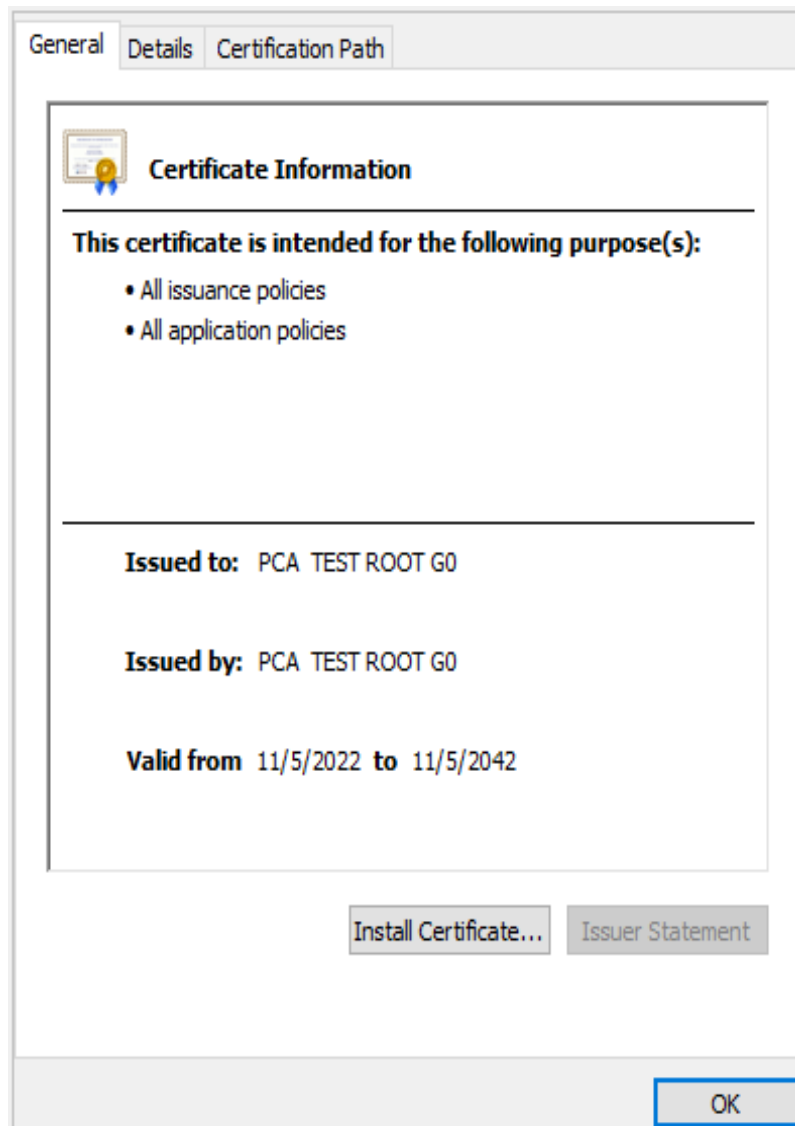 General Details Certification Path
Certificate Information
This certificate is intended for the following purpose(s):
• All issuance policies
• All application policies
Issued to: PCA TEST ROOT G0
Issued by: PCA TEST ROOT G0
Valid from 11/5/2022 to 11/5/2042
Install Certificate... Issuer Statement
OK